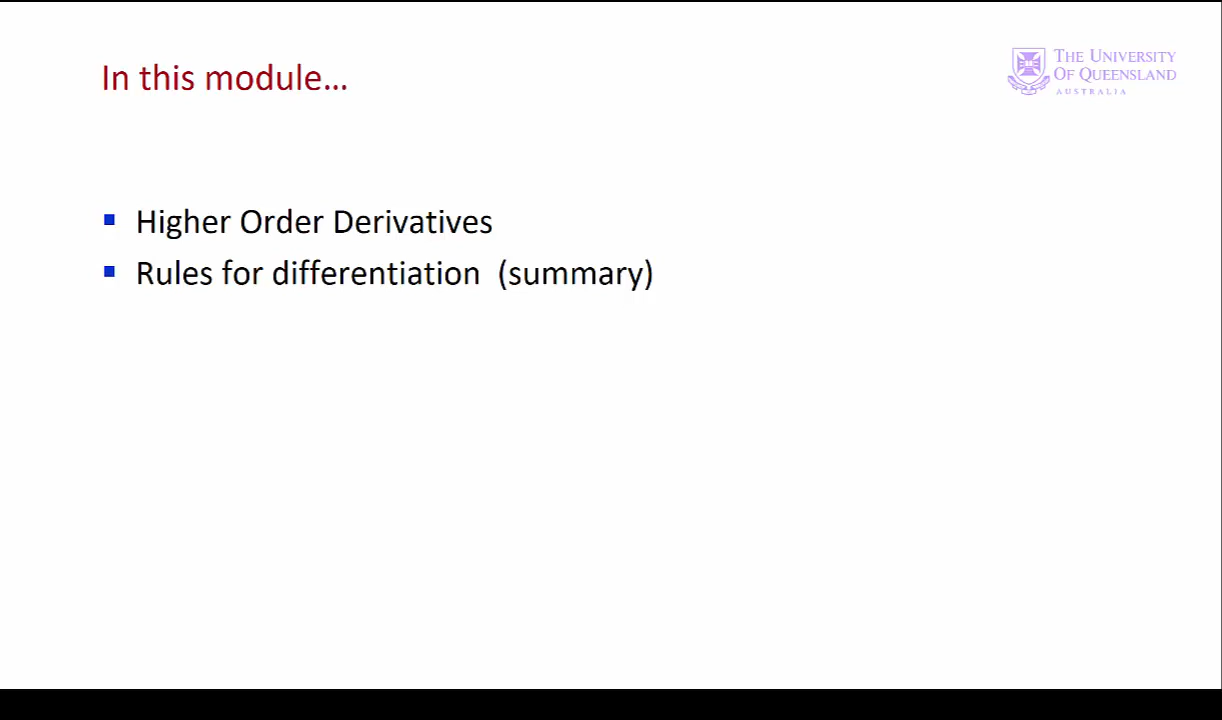 In this module...
THE UNIVERSITY
OF QUEENSLAND
AUSTRALIA
Higher Order Derivatives
Rules for differentiation (summary)